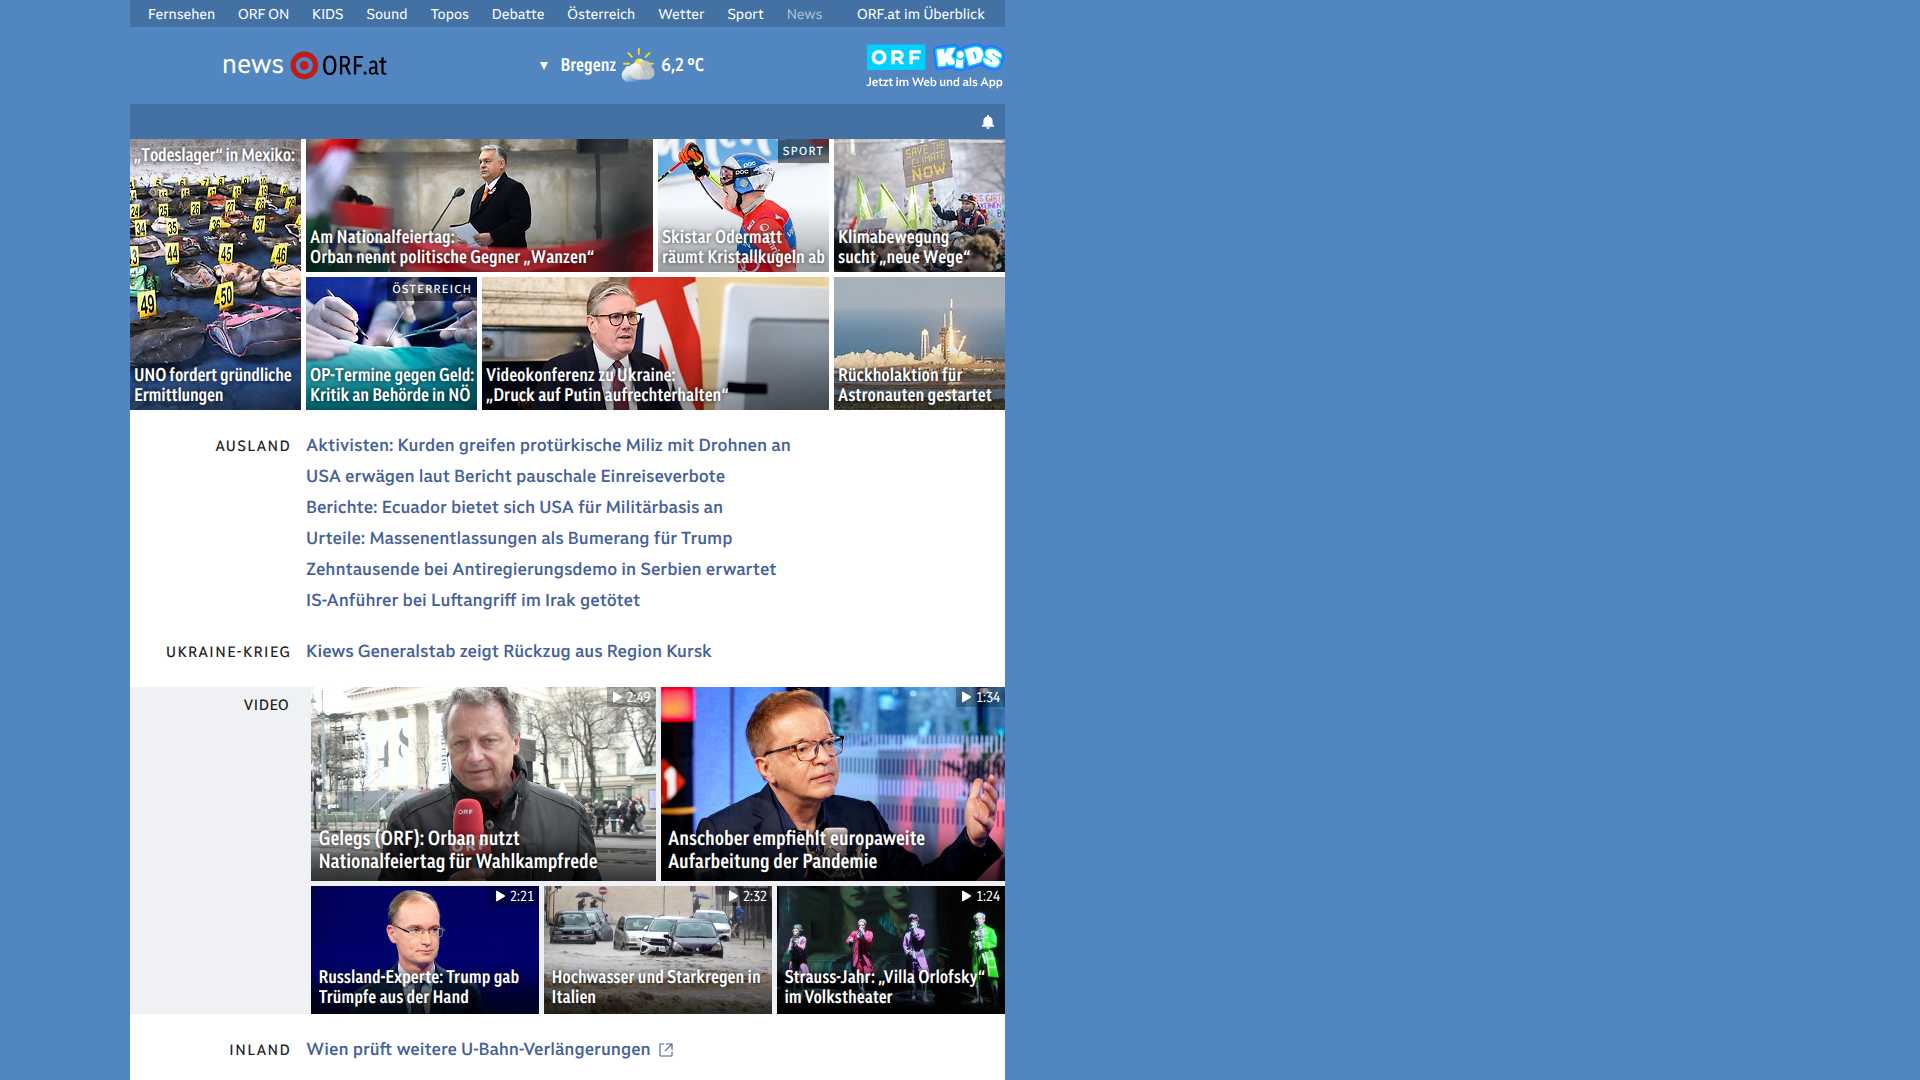 Fernsehen ORF ON KIDS Sound Topos Debatte Österreich Wetter Sport News ORF.at im Überblick
news ORF.at
Bregenz 6,2 °C
ORF KiDS
Jetzt im Web und als App
„Todeslager“ in Mexiko:
UNO fordert gründliche
Ermittlungen
Am Nationalfeiertag:
Orban nennt politische Gegner „Wanzen“
SPORT
Skistar Odermatt
räumt Kristallkugeln ab
SAVE THE
CLIMATE
NOW
Klimabewegung
sucht „neue Wege“
ÖSTERREICH
OP-Termine gegen Geld:
Kritik an Behörde in NÖ
Videokonferenz zu Ukraine:
„Druck auf Putin aufrechterhalten“
Rückholaktion für
Astronauten gestartet
AUSLAND
Aktivisten: Kurden greifen protürkische Miliz mit Drohnen an
USA erwägen laut Bericht pauschale Einreiseverbote
Berichte: Ecuador bietet sich USA für Militärbasis an
Urteile: Massenentlassungen als Bumerang für Trump
Zehntausende bei Antiregierungsdemo in Serbien erwartet
IS-Anführer bei Luftangriff im Irak getötet
UKRAINE-KRIEG
Kiews Generalstab zeigt Rückzug aus Region Kursk
VIDEO
2:49
Gelegs (ORF): Orban nutzt
Nationalfeiertag für Wahlkampfrede
1:34
Anschober empfiehlt europaweite
Aufarbeitung der Pandemie
2:21
Russland-Experte: Trump gab
Trümpfe aus der Hand
2:32
Hochwasser und Starkregen in
Italien
1:24
Strauss-Jahr: „Villa Orlofsky“
im Volkstheater
INLAND
Wien prüft weitere U-Bahn-Verlängerungen